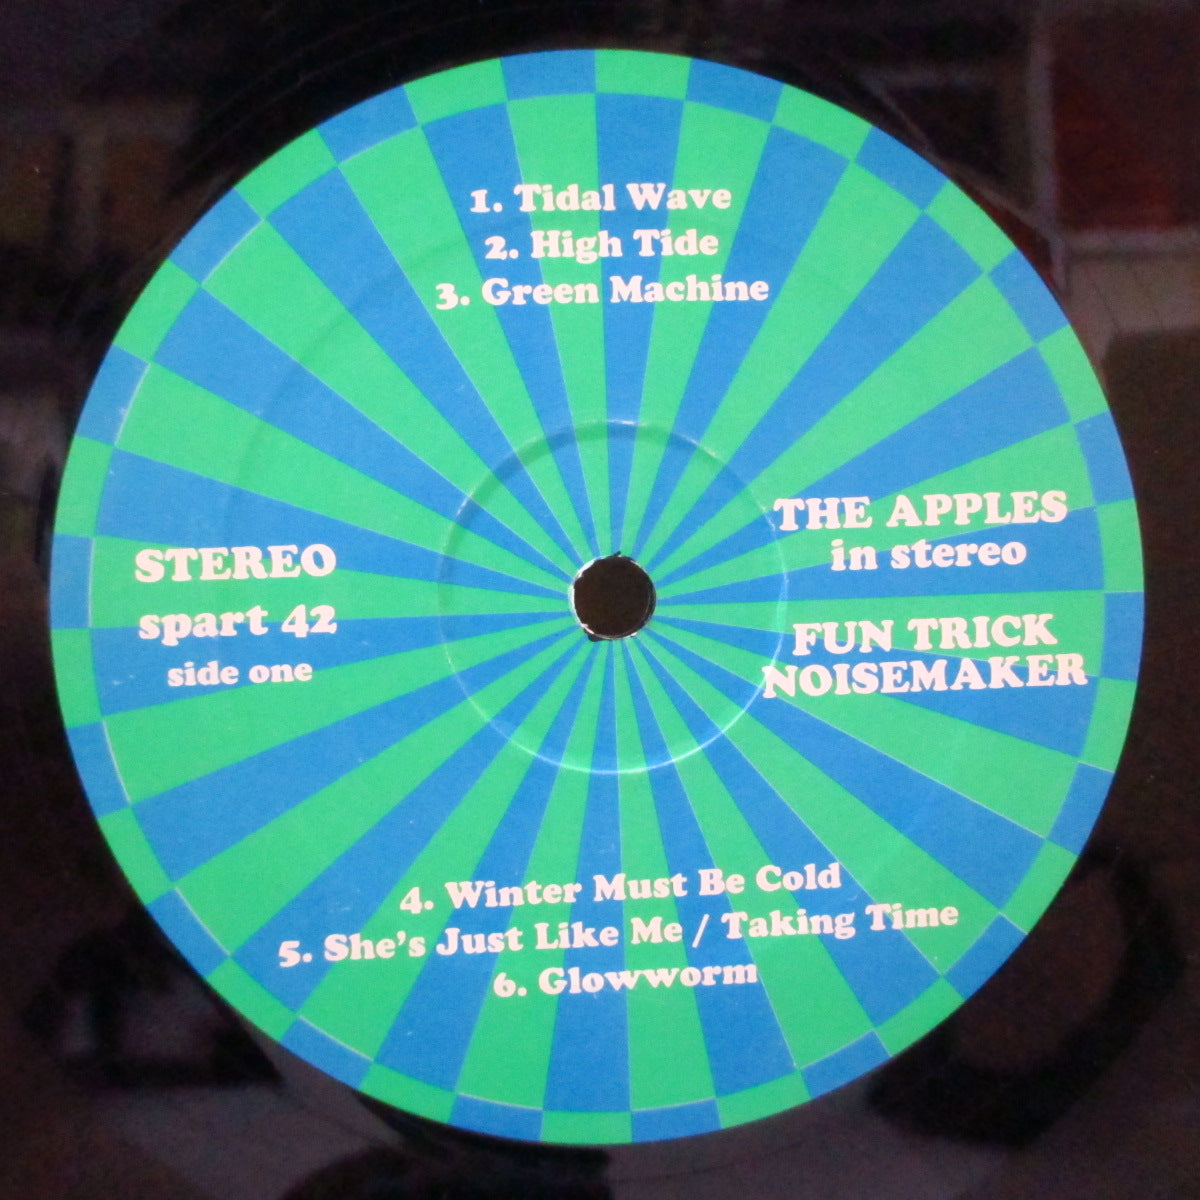 1. Tidal Wave
2. High Tide
3. Green Machine
STEREO
spart 42
side one
THE APPLES
in stereo
FUN TRICK
NOISEMAKER
4. Winter Must Be Cold
5. She's Just Like Me / Taking Time
6. Glowworm